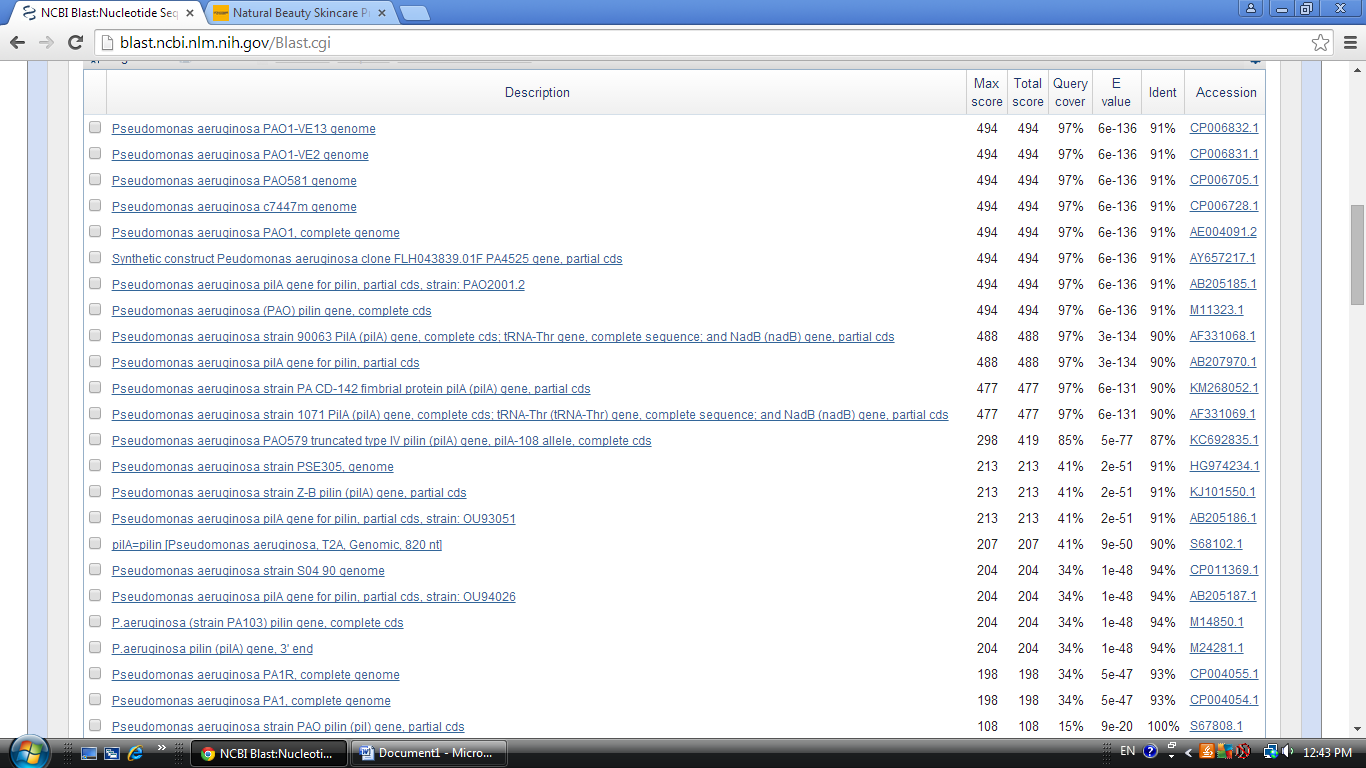 NCBI Blast:Nucleotide Seq
Natural Beauty Skincare P
blast.ncbi.nlm.nih.gov/Blast.cgi
Description Max score Total score Query cover E value Ident Accession
Pseudomonas aeruginosa PAO1-VE13 genome 494 494 97% 6e-136 91% CP006832.1
Pseudomonas aeruginosa PAO1-VE2 genome 494 494 97% 6e-136 91% CP006831.1
Pseudomonas aeruginosa PAO581 genome 494 494 97% 6e-136 91% CP006705.1
Pseudomonas aeruginosa c7447m genome 494 494 97% 6e-136 91% CP006728.1
Pseudomonas aeruginosa PAO1, complete genome 494 494 97% 6e-136 91% AE004091.2
Synthetic construct Peudomonas aeruginosa clone FLH043839.01F PA4525 gene, partial cds 494 494 97% 6e-136 91% AY657217.1
Pseudomonas aeruginosa pilA gene for pilin, partial cds, strain: PAO2001.2 494 494 97% 6e-136 91% AB205185.1
Pseudomonas aeruginosa (PAO) pilin gene, complete cds 494 494 97% 6e-136 91% M11323.1
Pseudomonas aeruginosa strain 90063 PilA (pilA) gene, complete cds; tRNA-Thr gene, complete sequence; and NadB (nadB) gene, partial cds 488 488 97% 3e-134 90% AF331068.1
Pseudomonas aeruginosa pilA gene for pilin, partial cds 488 488 97% 3e-134 90% AB207970.1
Pseudomonas aeruginosa strain PA CD-142 fimbrial protein pilA (pilA) gene, partial cds 477 477 97% 6e-131 90% KM268052.1
Pseudomonas aeruginosa strain 1071 PilA (pilA) gene, complete cds; tRNA-Thr (tRNA-Thr) gene, complete sequence; and NadB (nadB) gene, partial cds 477 477 97% 6e-131 90% AF331069.1
Pseudomonas aeruginosa PAO579 truncated type IV pilin (pilA) gene, pilA-108 allele, complete cds 298 419 85% 5e-77 87% KC692835.1
Pseudomonas aeruginosa strain PSE305, genome 213 213 41% 2e-51 91% HG974234.1
Pseudomonas aeruginosa strain Z-B pilin (pilA) gene, partial cds 213 213 41% 2e-51 91% KJ101550.1
Pseudomonas aeruginosa pilA gene for pilin, partial cds, strain: OU93051 213 213 41% 2e-51 91% AB205186.1
pilA=pilin [Pseudomonas aeruginosa, T2A, Genomic, 820 nt] 207 207 41% 9e-50 90% S68102.1
Pseudomonas aeruginosa strain S04 90 genome 204 204 34% 1e-48 94% CP011369.1
Pseudomonas aeruginosa pilA gene for pilin, partial cds, strain: OU94026 204 204 34% 1e-48 94% AB205187.1
P.aeruginosa (strain PA103) pilin gene, complete cds 204 204 34% 1e-48 94% M14850.1
P.aeruginosa pilin (pilA) gene, 3' end 204 204 34% 1e-48 94% M24281.1
Pseudomonas aeruginosa PA1R, complete genome 198 198 34% 5e-47 93% CP004055.1
Pseudomonas aeruginosa PA1, complete genome 198 198 34% 5e-47 93% CP004054.1
Pseudomonas aeruginosa strain PAO pilin (pil) gene, partial cds 108 108 15% 9e-20 100% S67808.1
NCBI Blast:Nucleoti... Document1 - Micro... EN 12:43 PM